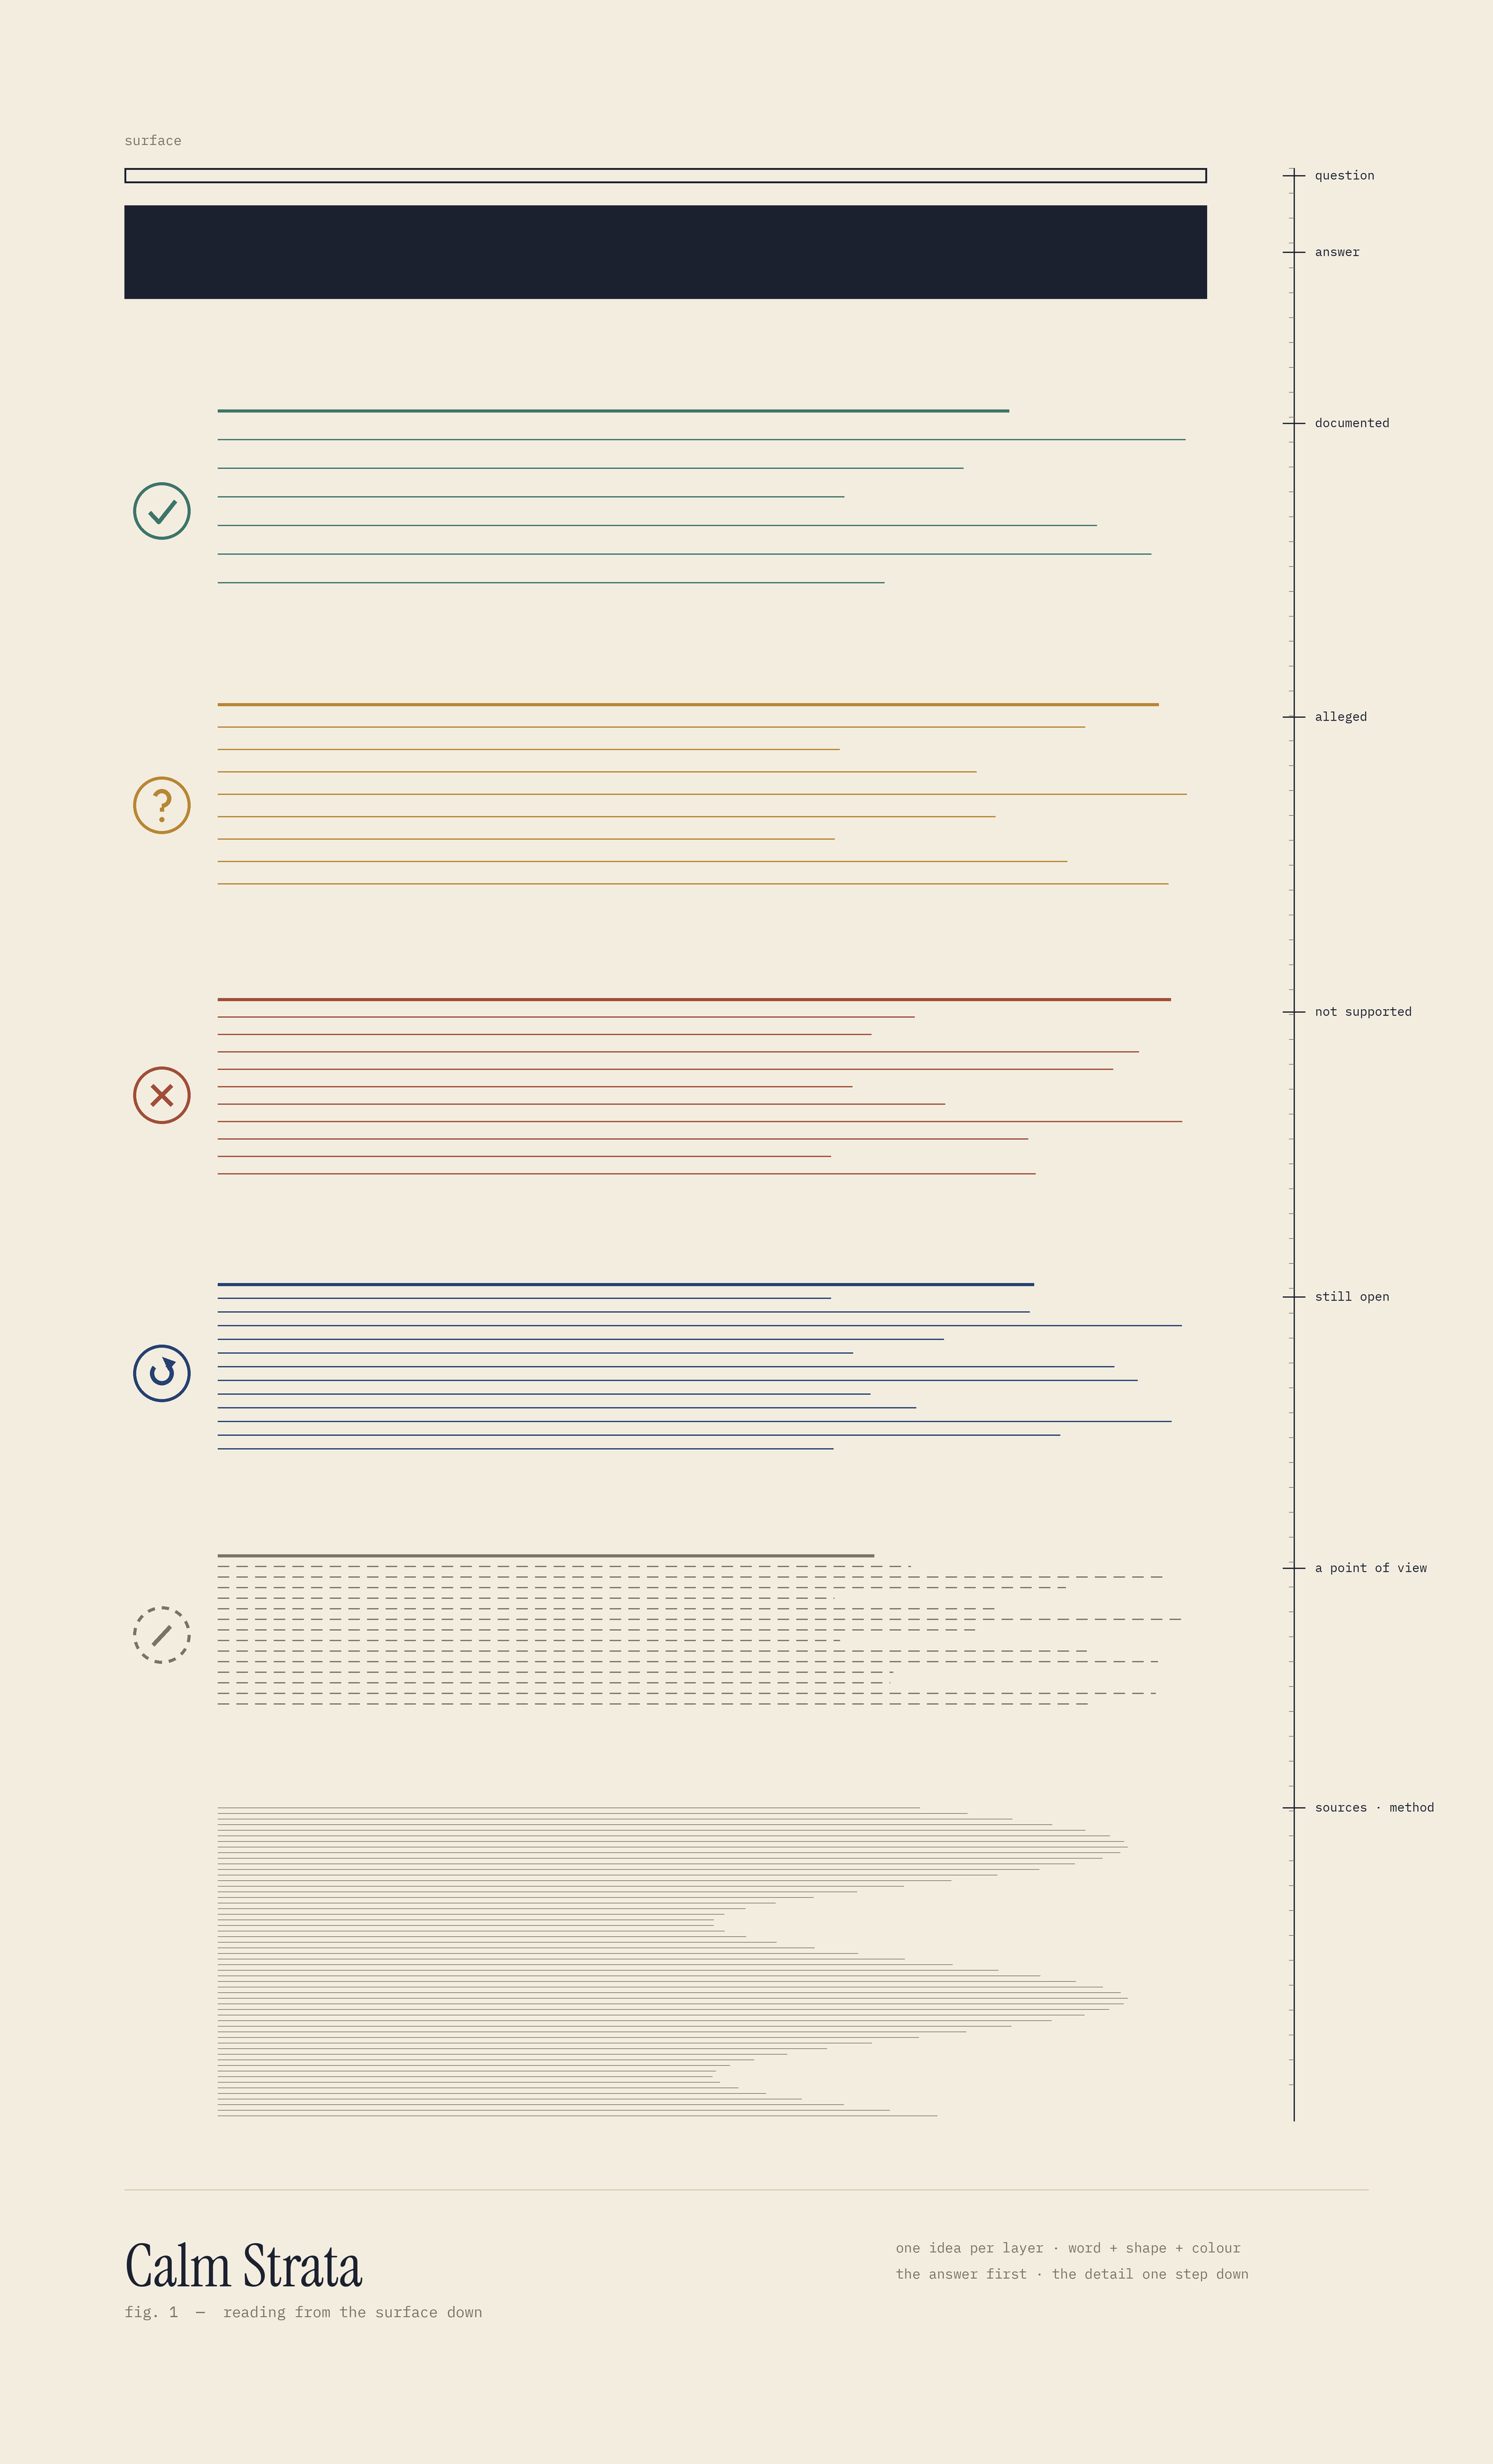 surface
question
answer
documented
alleged
not supported
still open
a point of view
sources · method
Calm Strata
fig. 1 — reading from the surface down
one idea per layer · word + shape + colour
the answer first · the detail one step down